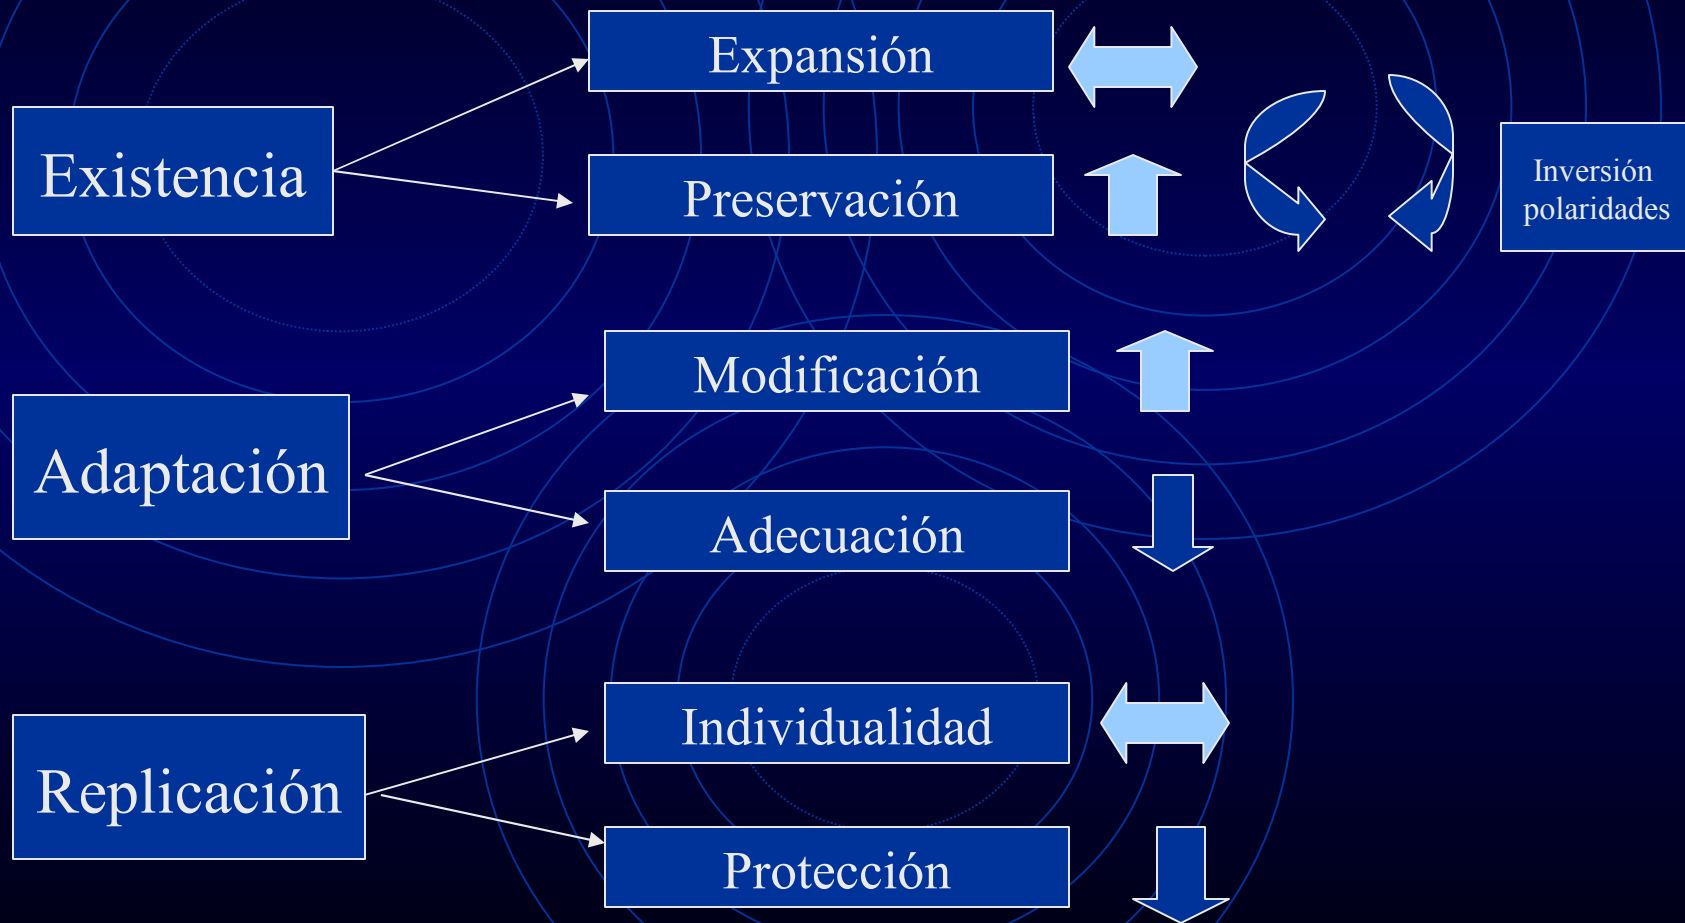 Expansión
Existencia
Preservación
Inversión
polaridades
Modificación
Adaptación
Adecuación
Individualidad
Replicación
Protección